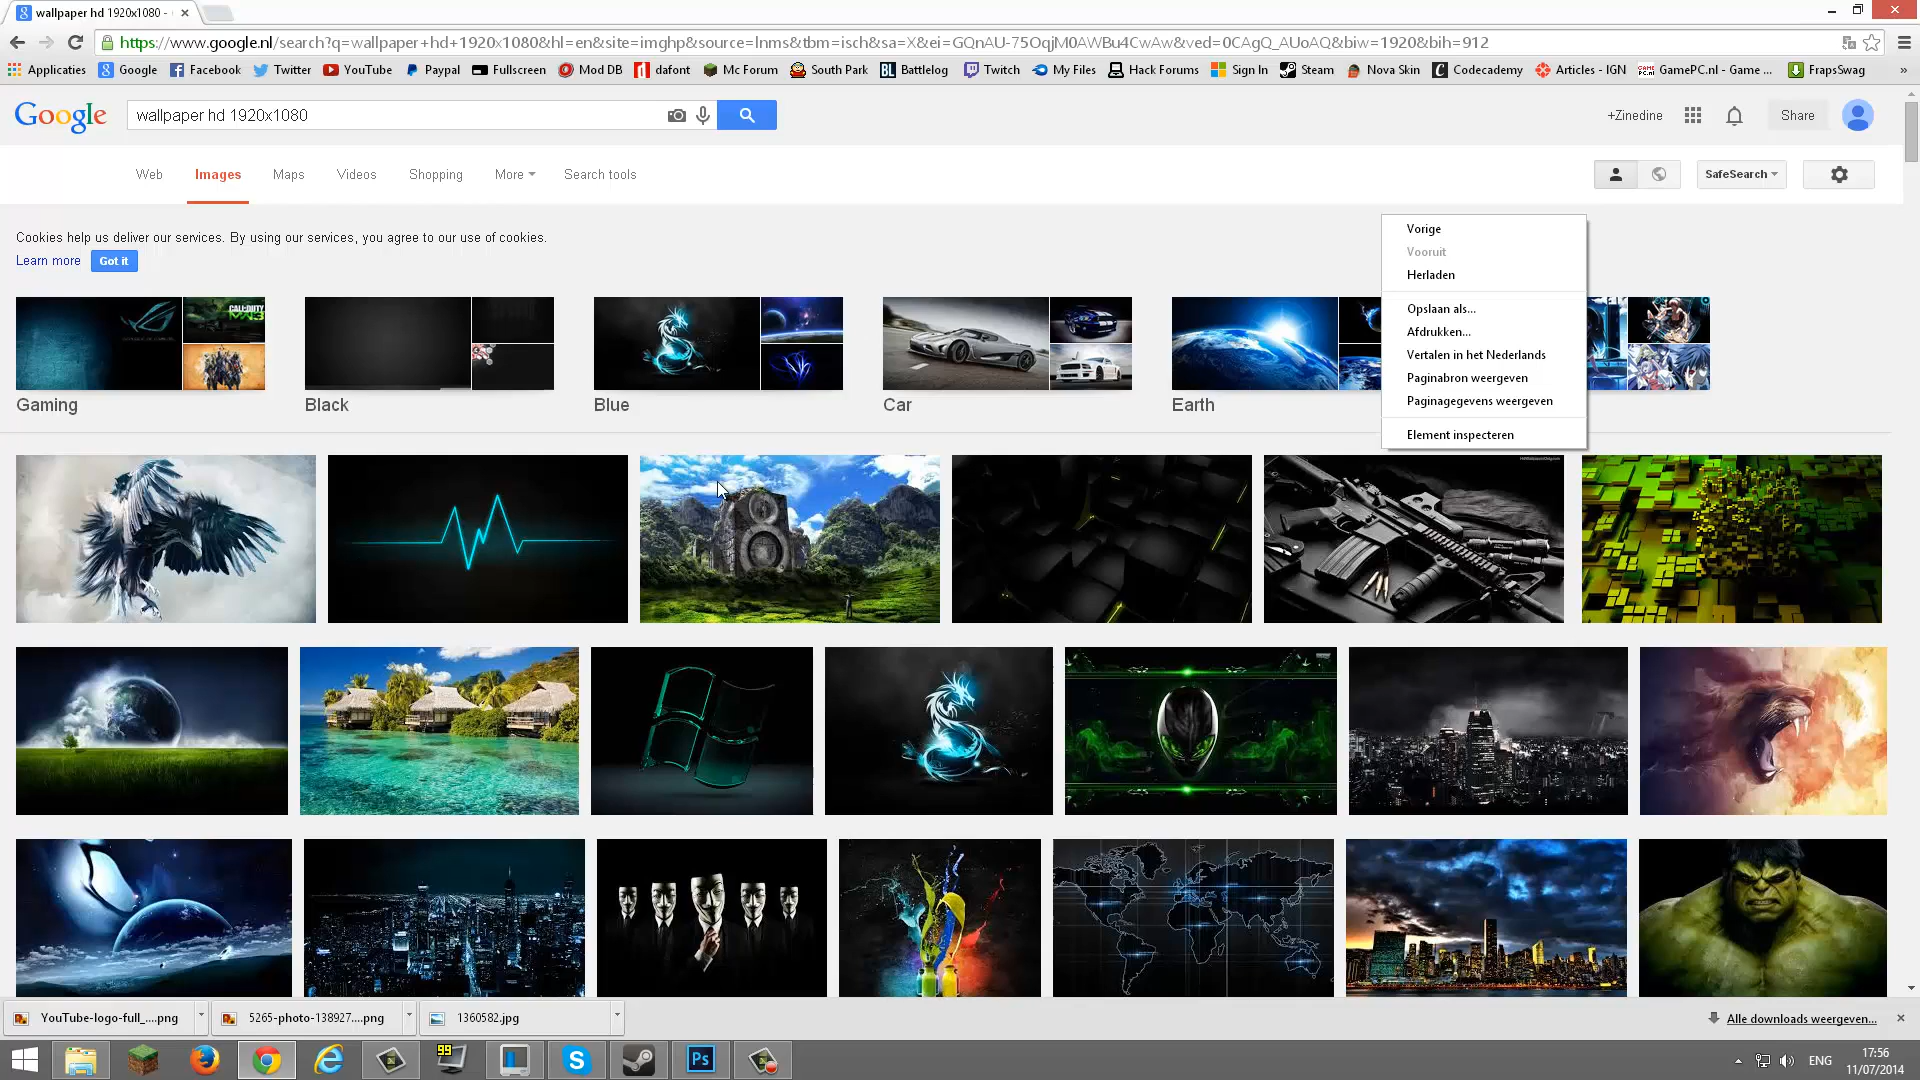 wallpaper hd 1920x1080 -
https://www.google.nl/search?q=wallpaper+hd+1920x1080&hl=en&site=imghp&source=lnms&tbm=isch&sa=X&ei=GQnAU-75OqjM0AWBu4CwAw&ved=0CAgQ_AUoAQ&biw=1920&bih=912
Applicaties Google Facebook Twitter YouTube Paypal Fullscreen Mod DB dafont Mc Forum South Park Battlelog Twitch My Files Hack Forums Sign In Steam Nova Skin Codecademy Articles - IGN GamePC.nl - Game ... FrapsSwag »
Google wallpaper hd 1920x1080 +Zinedine Share
Web Images Maps Videos Shopping More Search tools SafeSearch
Cookies help us deliver our services. By using our services, you agree to our use of cookies.
Learn more Got it
Vorige
Vooruit
Herladen
Opslaan als...
Afdrukken...
Vertalen in het Nederlands
Paginabron weergeven
Paginagegevens weergeven
Element inspecteren
CALL OF DUTY
MW3
Gaming Black Blue Car Earth
YouTube-logo-full_....png 5265-photo-138927....png 1360582.jpg Alle downloads weergeven...
99
Ps
ENG
17:56
11/07/2014